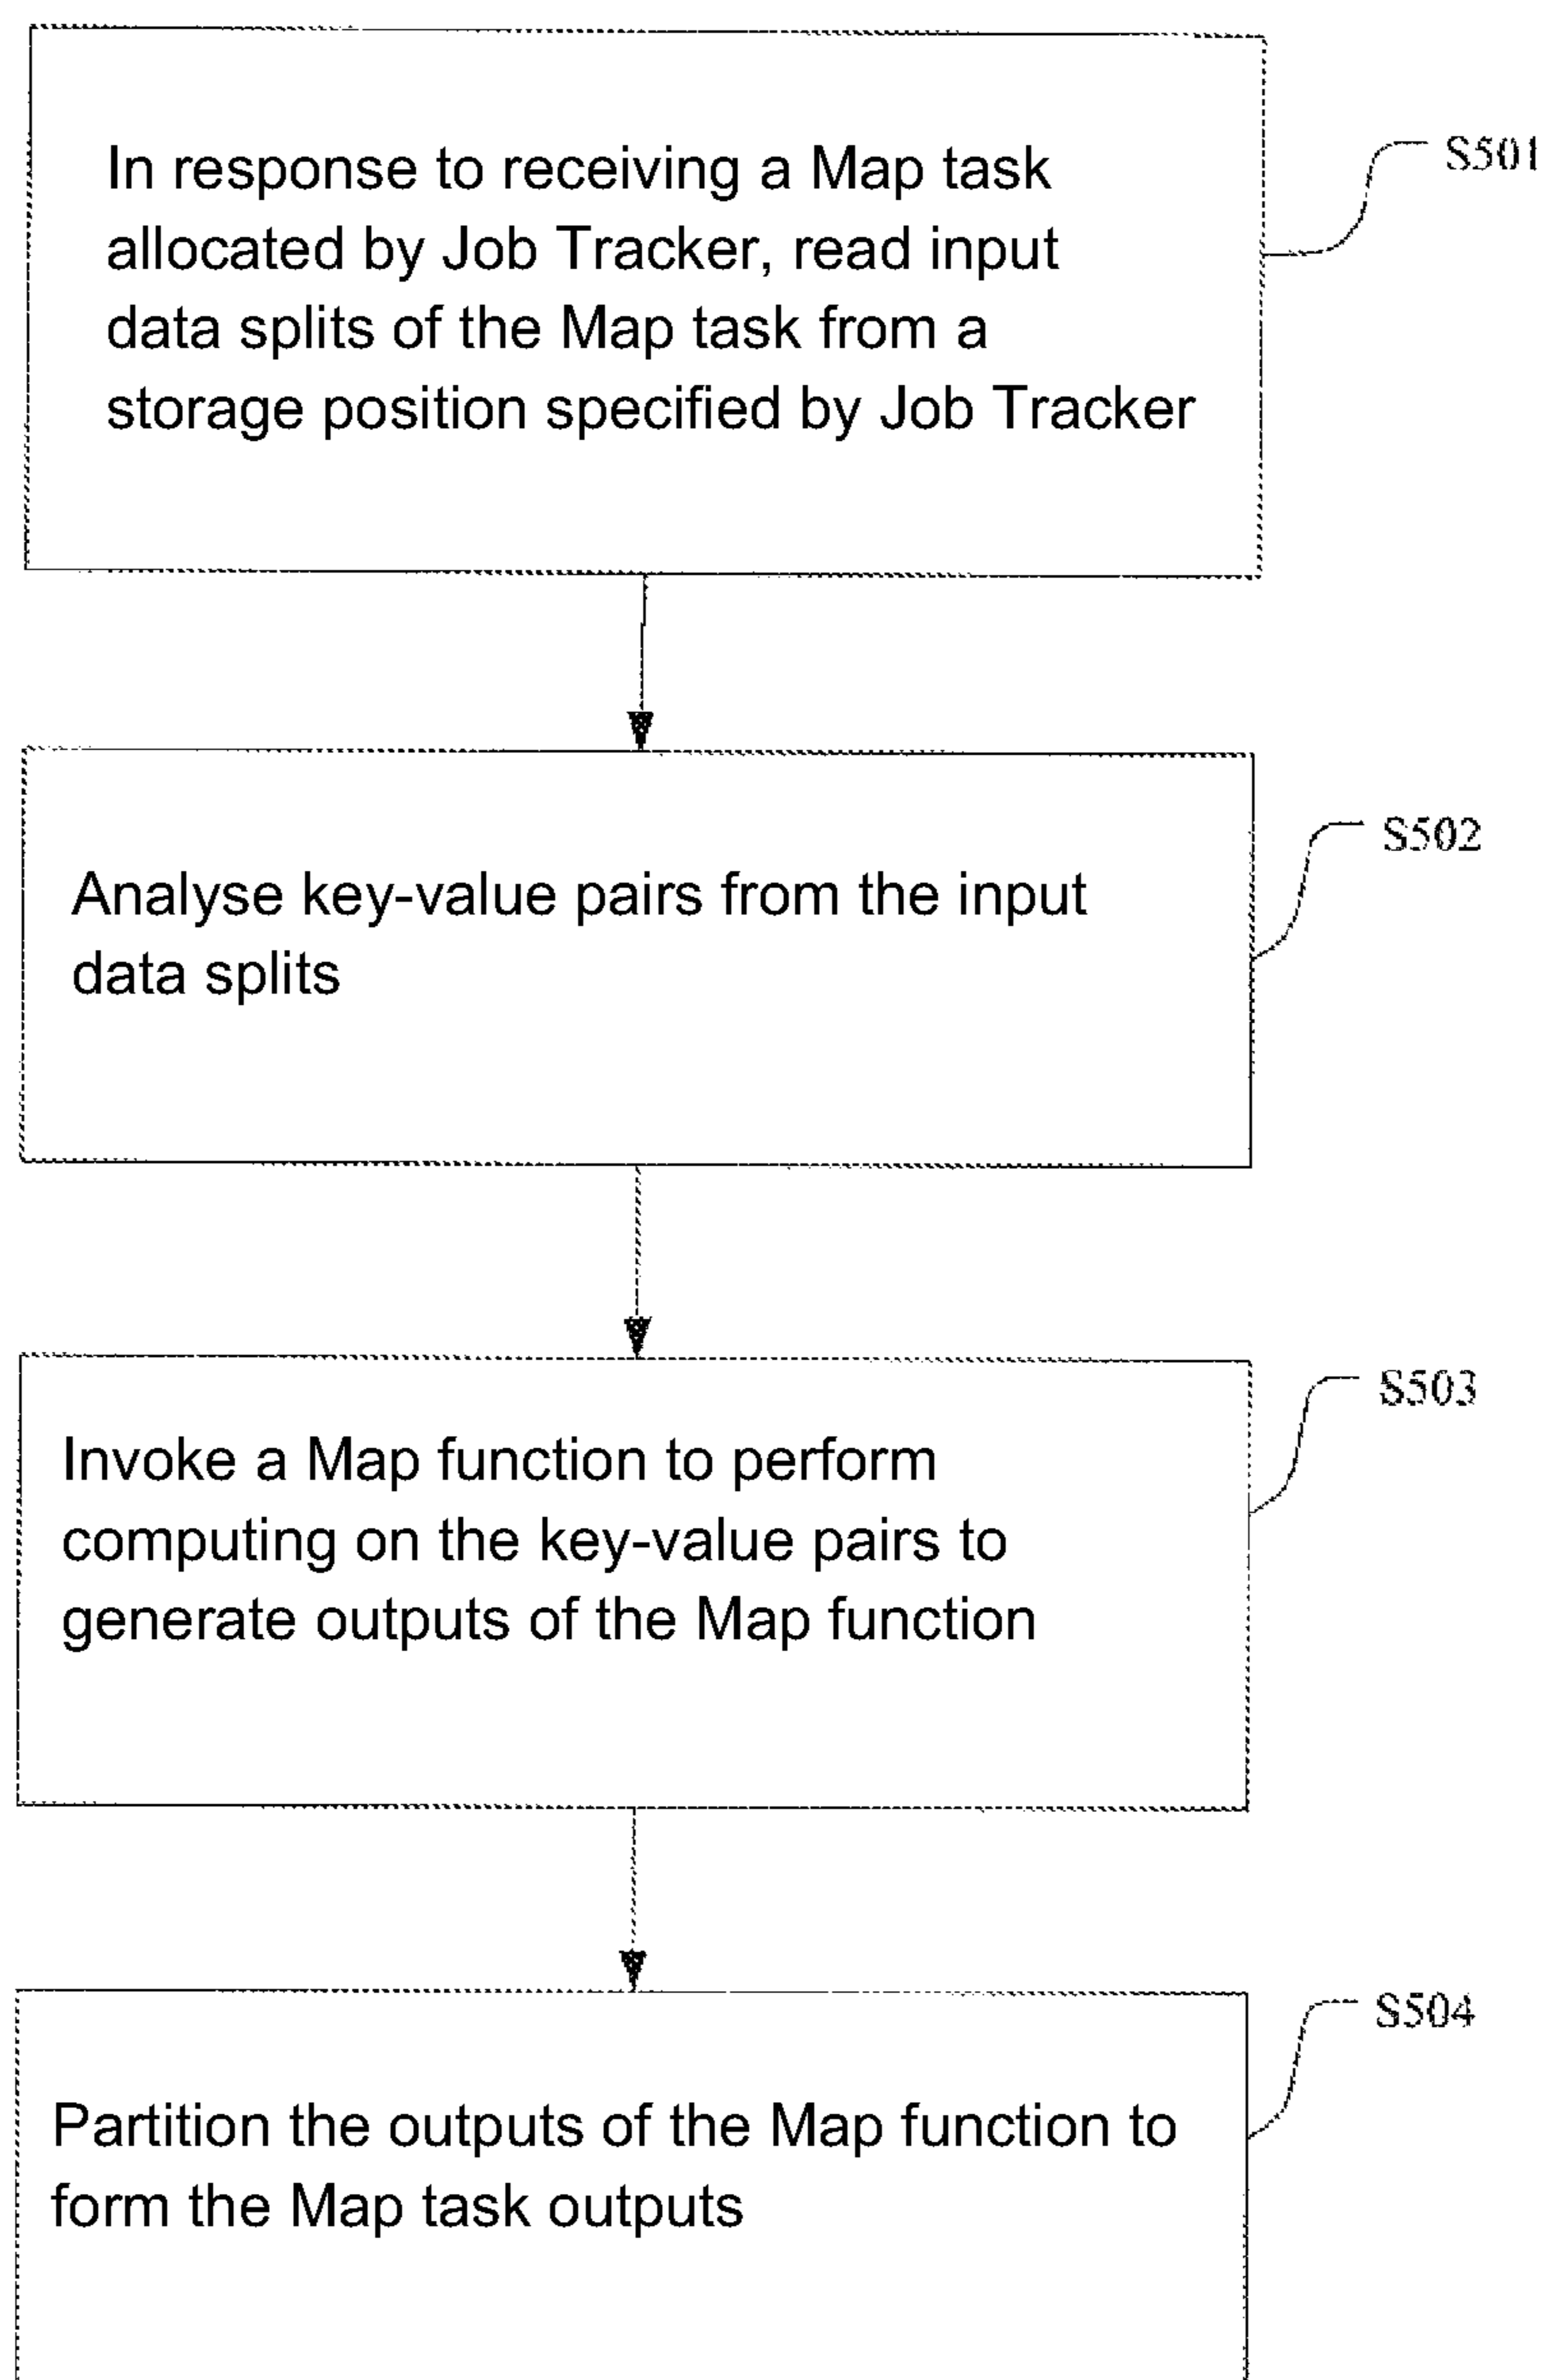 In response to receiving a Map task
allocated by Job Tracker, read input
data splits of the Map task from a
storage position specified by Job Tracker
S501
Analyse key-value pairs from the input
data splits
S502
Invoke a Map function to perform
computing on the key-value pairs to
generate outputs of the Map function
S503
Partition the outputs of the Map function to
form the Map task outputs
S504